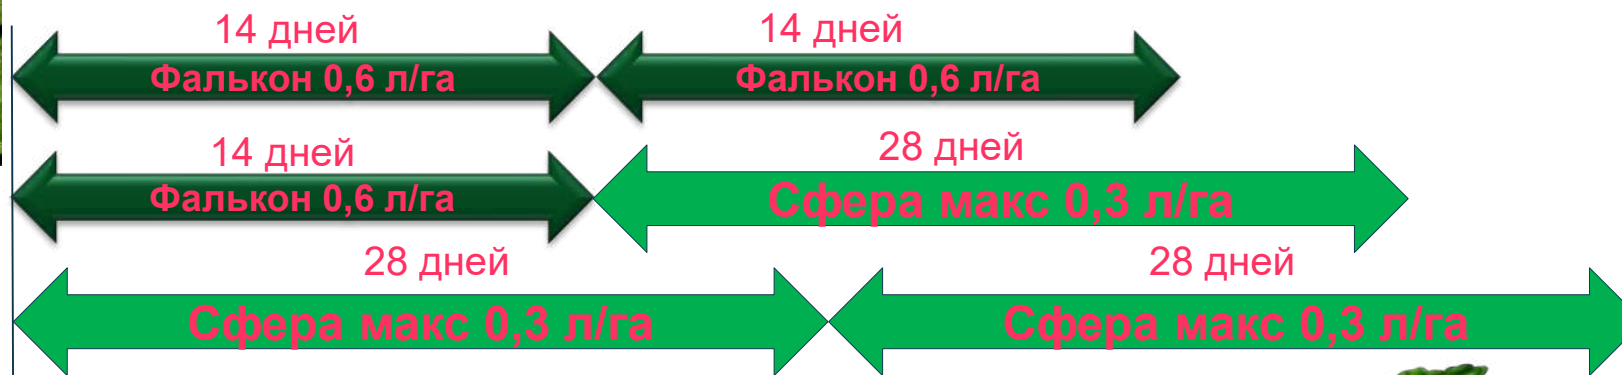 14 дней
14 дней
Фалькон 0,6 л/га
Фалькон 0,6 л/га
14 дней
28 дней
Фалькон 0,6 л/га
Сфера макс 0,3 л/га
28 дней
28 дней
Сфера макс 0,3 л/га
Сфера макс 0,3 л/га